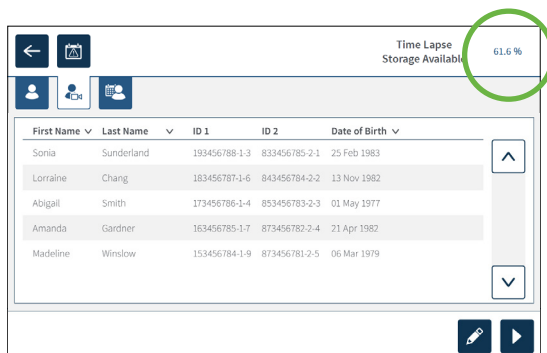 Time Lapse
Storage Available
61.6 %
First Name Last Name ID 1 ID 2 Date of Birth
Sonia Sunderland 193456788-1-3 833456785-2-1 25 Feb 1983
Lorraine Chang 183456787-1-6 843456784-2-2 13 Nov 1982
Abigail Smith 173456786-1-4 853456783-2-3 01 May 1977
Amanda Gardner 163456785-1-7 873456782-2-4 21 Apr 1982
Madeline Winslow 153456784-1-9 873456781-2-5 06 Mar 1979